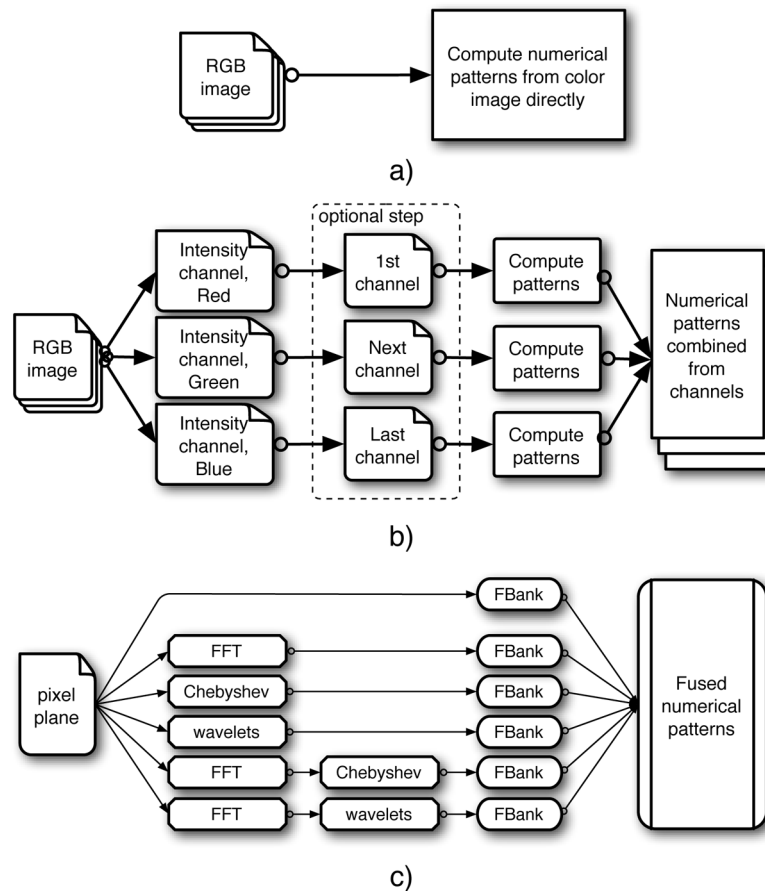 RGB
image
Compute numerical
patterns from color
image directly
a)
optional step
RGB
image
Intensity
channel,
Red
1st
channel
Compute
patterns
Intensity
channel,
Green
Next
channel
Compute
patterns
Intensity
channel,
Blue
Last
channel
Compute
patterns
Numerical
patterns
combined
from
channels
b)
pixel
plane
FBank
FFT
FBank
Chebyshev
FBank
wavelets
FBank
FFT
Chebyshev
FBank
FFT
wavelets
FBank
Fused
numerical
patterns
c)